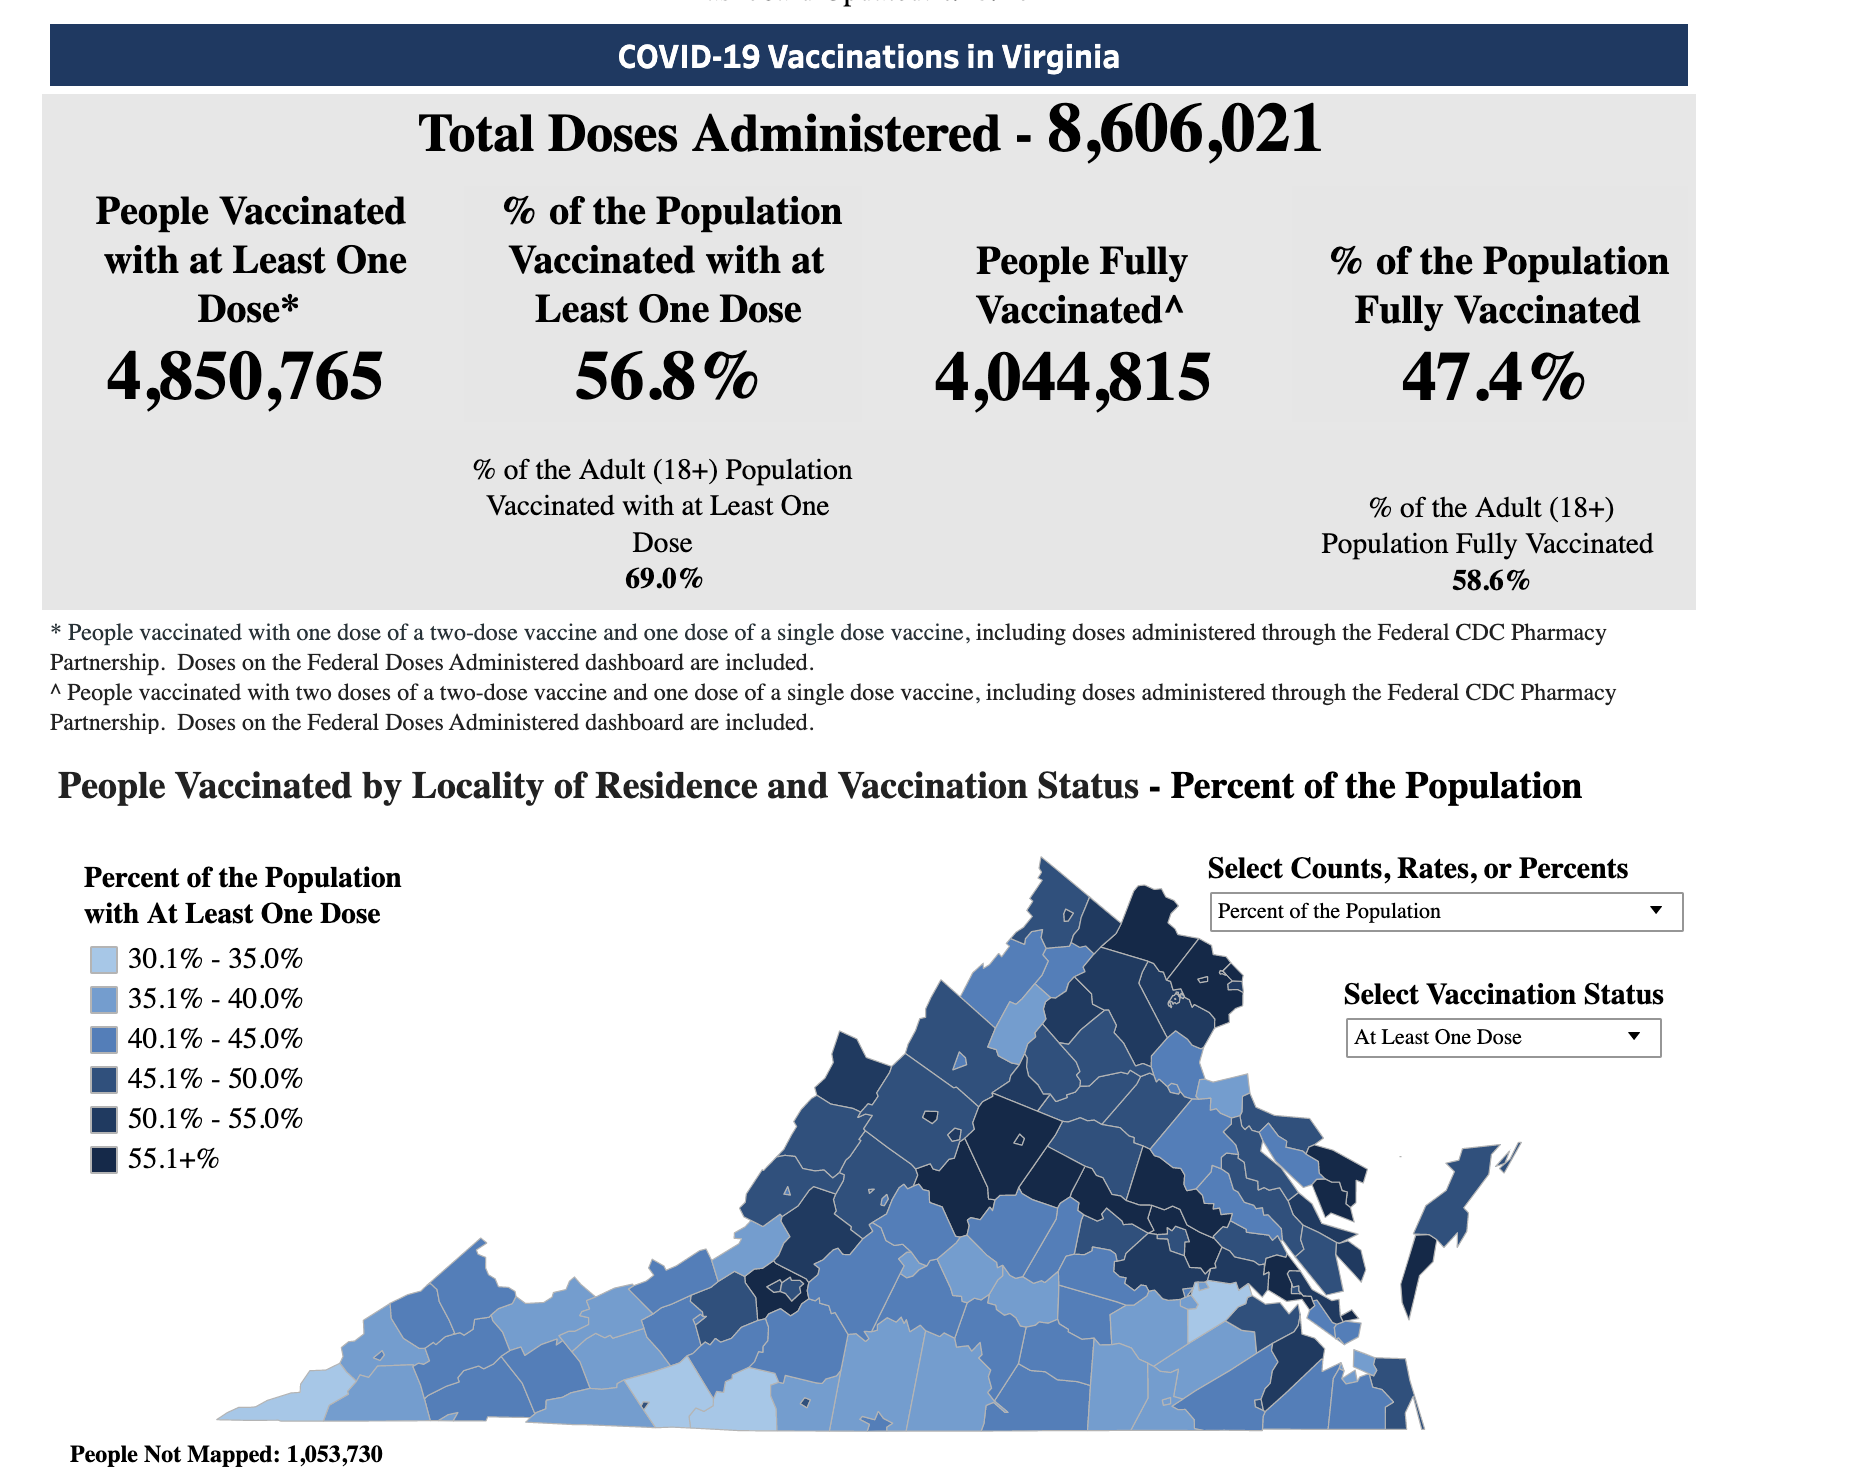 COVID-19 Vaccinations in Virginia
Total Doses Administered - 8,606,021
People Vaccinated
with at Least One
Dose*
4,850,765
% of the Population
Vaccinated with at
Least One Dose
56.8%
People Fully
Vaccinated^
4,044,815
% of the Population
Fully Vaccinated
47.4%
% of the Adult (18+) Population
Vaccinated with at Least One
Dose
69.0%
% of the Adult (18+)
Population Fully Vaccinated
58.6%
* People vaccinated with one dose of a two-dose vaccine and one dose of a single dose vaccine, including doses administered through the Federal CDC Pharmacy
Partnership.  Doses on the Federal Doses Administered dashboard are included.
^ People vaccinated with two doses of a two-dose vaccine and one dose of a single dose vaccine, including doses administered through the Federal CDC Pharmacy
Partnership.  Doses on the Federal Doses Administered dashboard are included.
People Vaccinated by Locality of Residence and Vaccination Status - Percent of the Population
Percent of the Population
with At Least One Dose
30.1% - 35.0%
35.1% - 40.0%
40.1% - 45.0%
45.1% - 50.0%
50.1% - 55.0%
55.1+%
Select Counts, Rates, or Percents
Percent of the Population
Select Vaccination Status
At Least One Dose
People Not Mapped: 1,053,730